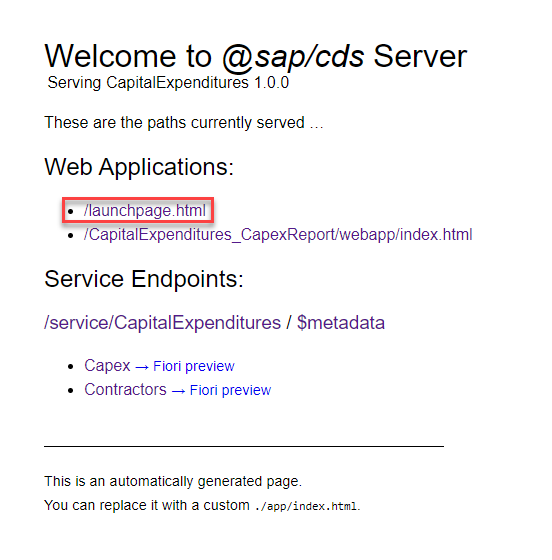 Welcome to @sap/cds Server
Serving CapitalExpenditures 1.0.0
These are the paths currently served …
Web Applications:
/launchpage.html
/CapitalExpenditures_CapexReport/webapp/index.html
Service Endpoints:
/service/CapitalExpenditures / $metadata
Capex → Fiori preview
Contractors → Fiori preview
This is an automatically generated page.
You can replace it with a custom ./app/index.html.